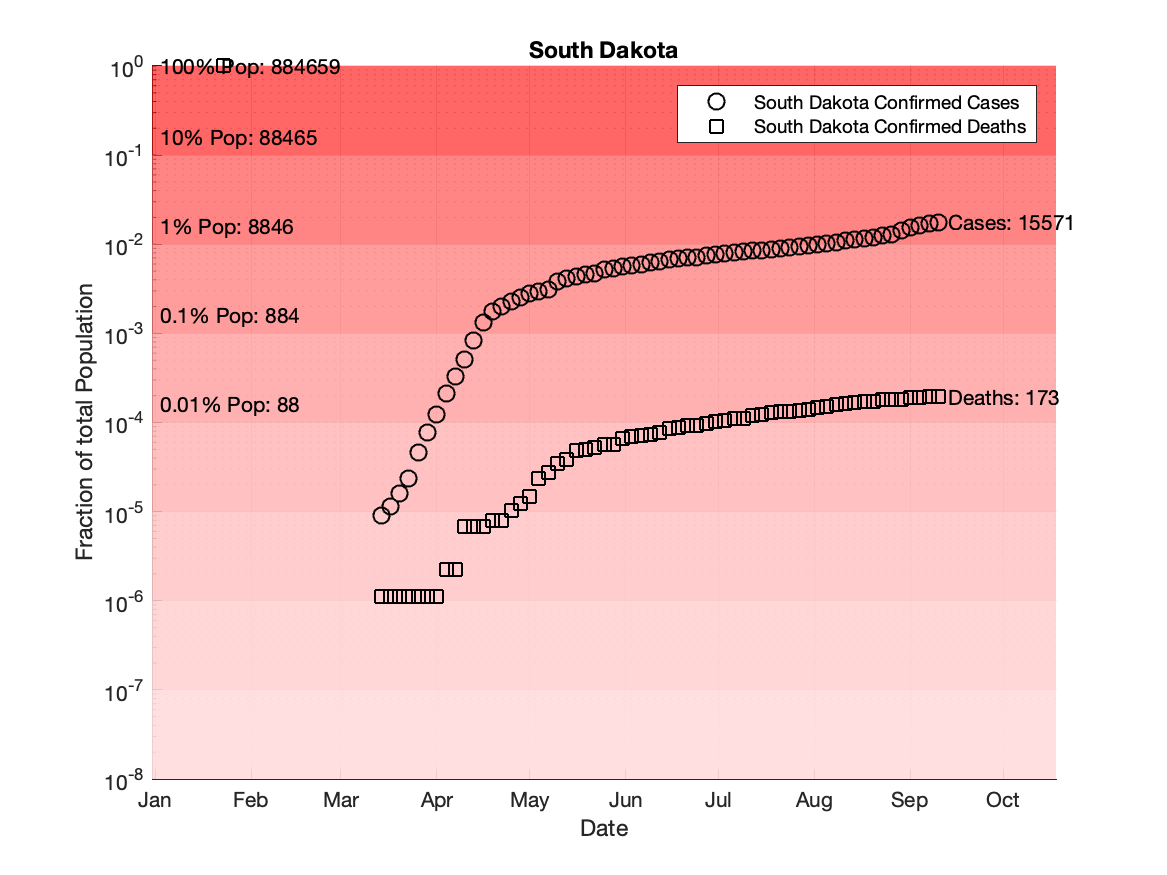 South Dakota
10^0
100% Pop: 884659
South Dakota Confirmed Cases
South Dakota Confirmed Deaths
10% Pop: 88465
10^-1
1% Pop: 8846
Cases: 15571
10^-2
0.1% Pop: 884
10^-3
0.01% Pop: 88
Deaths: 173
10^-4
10^-5
10^-6
10^-7
10^-8
Fraction of total Population
Jan Feb Mar Apr May Jun Jul Aug Sep Oct
Date